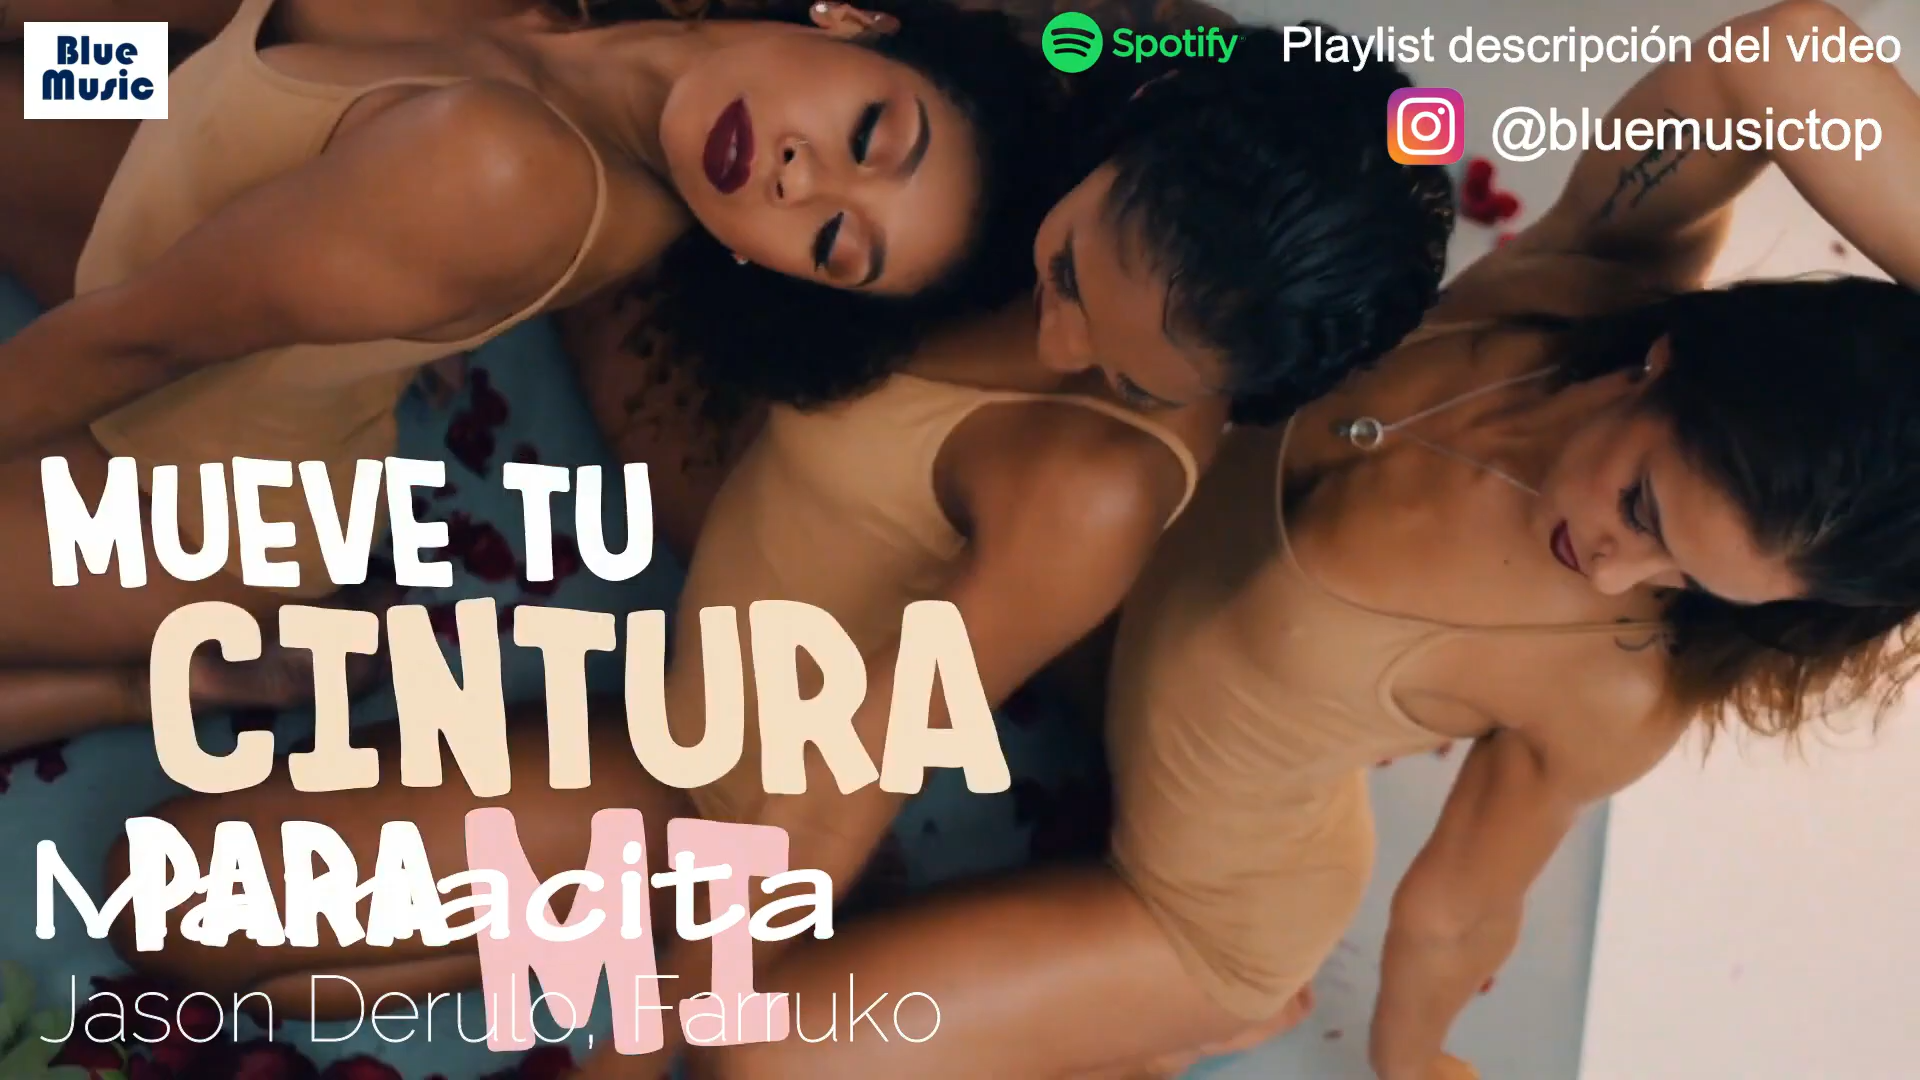 Blue
Music
Spotify
Playlist descripción del video
@bluemusictop
MUEVE TU
CINTURA
PARA MI
Mamacita
Jason Derulo, Farruko